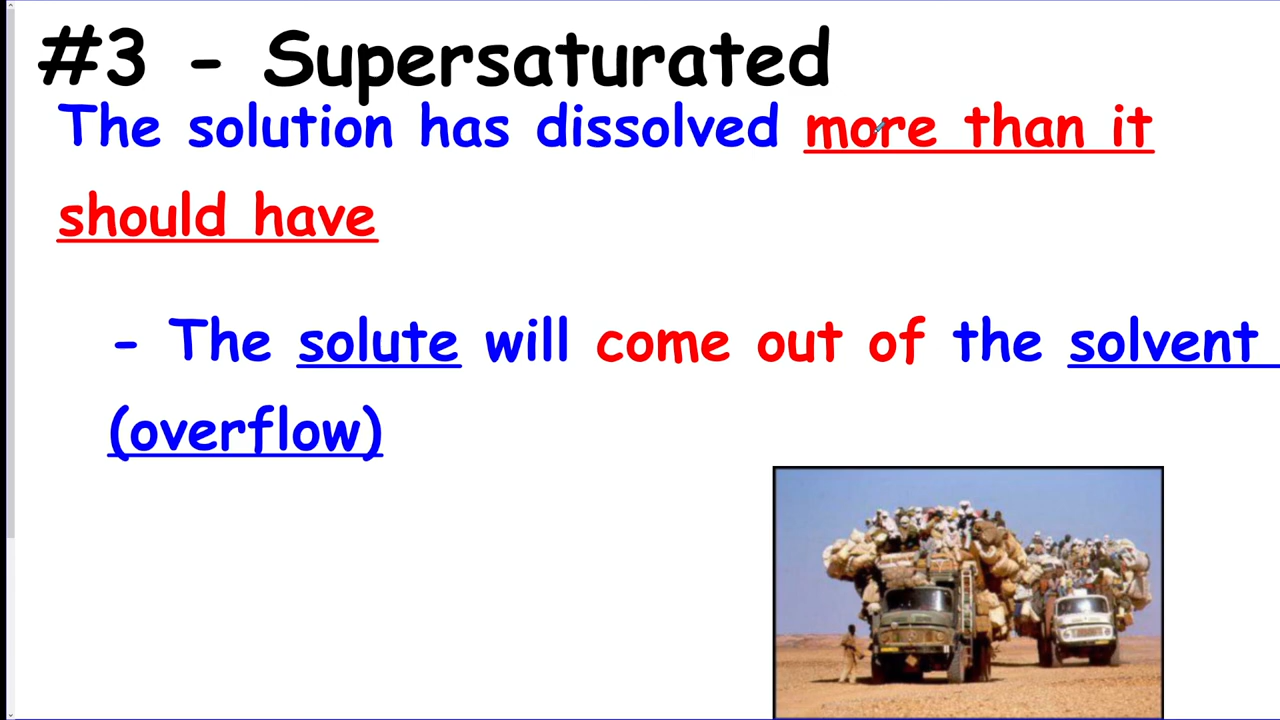 #3 - Supersaturated
The solution has dissolved more than it
should have
- The solute will come out of the solvent
(overflow)